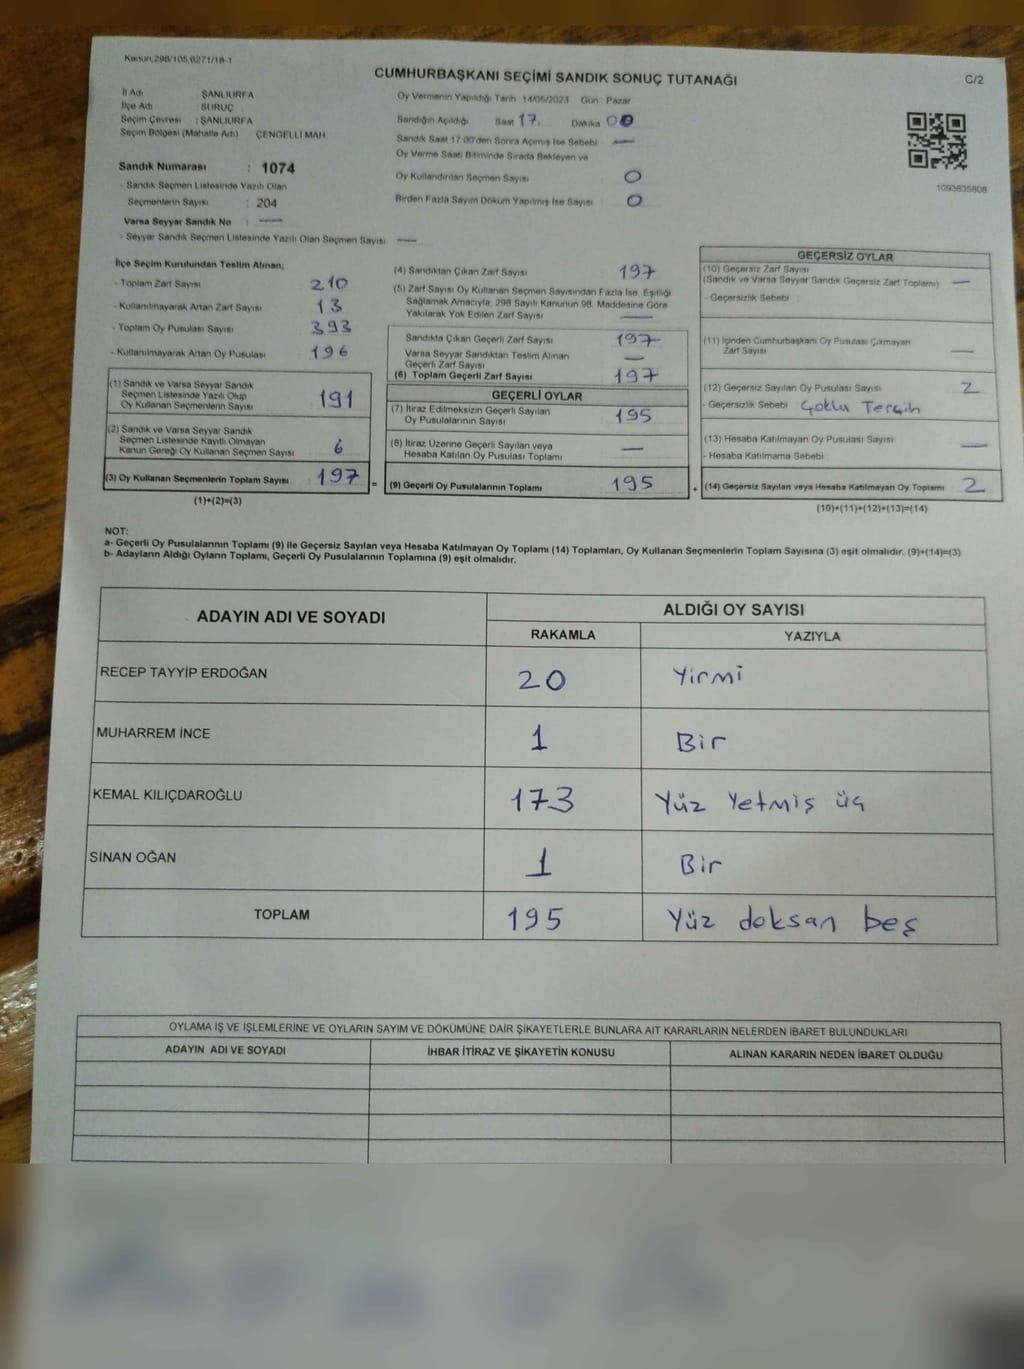 Kanun 298/105,6271/18-1
CUMHURBAŞKANI SEÇİMİ SANDIK SONUÇ TUTANAĞI
C/2
İl Adı ŞANLIURFA
İlçe Adı SURUÇ
Seçim Çevresi : ŞANLIURFA
Seçim Bölgesi (Mahalle Adı) ÇENGELLİ MAH
Oy Vermenin Yapıldığı Tarih 14/05/2023 Gün Pazar
Sandığın Açıldığı Saat 17. Dakika 00
Sandık Saat 17:00'den Sonra Açmış İse Sebebi —
Oy Verme Saati Bitiminde Sırada Bekleyen ve
Oy Kullandırılan Seçmen Sayısı 0
Birden Fazla Sayım Döküm Yapılmış İse Sayısı 0
1093635808
Sandık Numarası : 1074
- Sandık Seçmen Listesinde Yazılı Olan
Seçmenlerin Sayısı : 204
Varsa Seyyar Sandık No : —
- Seyyar Sandık Seçmen Listesinde Yazılı Olan Seçmen Sayısı —
İlçe Seçim Kurulundan Teslim Alınan;
- Toplam Zarf Sayısı 210
- Kullanılmayarak Artan Zarf Sayısı 13
- Toplam Oy Pusulası Sayısı 393
- Kullanılmayarak Artan Oy Pusulası 196
(1) Sandık ve Varsa Seyyar Sandık
Seçmen Listesinde Yazılı Olup
Oy Kullanan Seçmenlerin Sayısı 191
(2) Sandık ve Varsa Seyyar Sandık
Seçmen Listesinde Kayıtlı Olmayan
Kanun Gereği Oy Kullanan Seçmen Sayısı 6
(3) Oy Kullanan Seçmenlerin Toplam Sayısı 197 =
(1)+(2)=(3)
(4) Sandıktan Çıkan Zarf Sayısı 197
(5) Zarf Sayısı Oy Kullanan Seçmen Sayısından Fazla İse, Eşitliği
Sağlamak Amacıyla, 298 Sayılı Kanunun 98. Maddesine Göre
Yakılarak Yok Edilen Zarf Sayısı —
Sandıkta Çıkan Geçerli Zarf Sayısı 197
Varsa Seyyar Sandıktan Teslim Alınan
Geçerli Zarf Sayısı —
(6) Toplam Geçerli Zarf Sayısı 197
GEÇERLİ OYLAR
(7) İtiraz Edilmeksizin Geçerli Sayılan
Oy Pusulalarının Sayısı 195
(8) İtiraz Üzerine Geçerli Sayılan veya
Hesaba Katılan Oy Pusulası Toplamı —
(9) Geçerli Oy Pusulalarının Toplamı 195 +
GEÇERSİZ OYLAR
(10) Geçersiz Zarf Sayısı
(Sandık ve Varsa Seyyar Sandık Geçersiz Zarf Toplamı) —
- Geçersizlik Sebebi :
(11) İçinden Cumhurbaşkanı Oy Pusulası Çıkmayan
Zarf Sayısı —
(12) Geçersiz Sayılan Oy Pusulası Sayısı 2
- Geçersizlik Sebebi Çoklu Tercih
(13) Hesaba Katılmayan Oy Pusulası Sayısı —
- Hesaba Katılmama Sebebi
(14) Geçersiz Sayılan veya Hesaba Katılmayan Oy Toplamı 2
(10)+(11)+(12)+(13)=(14)
NOT:
a- Geçerli Oy Pusulalarının Toplamı (9) ile Geçersiz Sayılan veya Hesaba Katılmayan Oy Toplamı (14) Toplamları, Oy Kullanan Seçmenlerin Toplam Sayısına (3) eşit olmalıdır. (9)+(14)=(3)
b- Adayların Aldığı Oyların Toplamı, Geçerli Oy Pusulalarının Toplamına (9) eşit olmalıdır.
ADAYIN ADI VE SOYADI ALDIĞI OY SAYISI
RAKAMLA YAZIYLA
RECEP TAYYİP ERDOĞAN 20 Yirmi
MUHARREM İNCE 1 Bir
KEMAL KILIÇDAROĞLU 173 Yüz Yetmiş üç
SİNAN OĞAN 1 Bir
TOPLAM 195 Yüz doksan beş
OYLAMA İŞ VE İŞLEMLERİNE VE OYLARIN SAYIM VE DÖKÜMÜNE DAİR ŞİKAYETLERLE BUNLARA AİT KARARLARIN NELERDEN İBARET BULUNDUKLARI
ADAYIN ADI VE SOYADI İHBAR İTİRAZ VE ŞİKAYETİN KONUSU ALINAN KARARIN NEDEN İBARET OLDUĞU